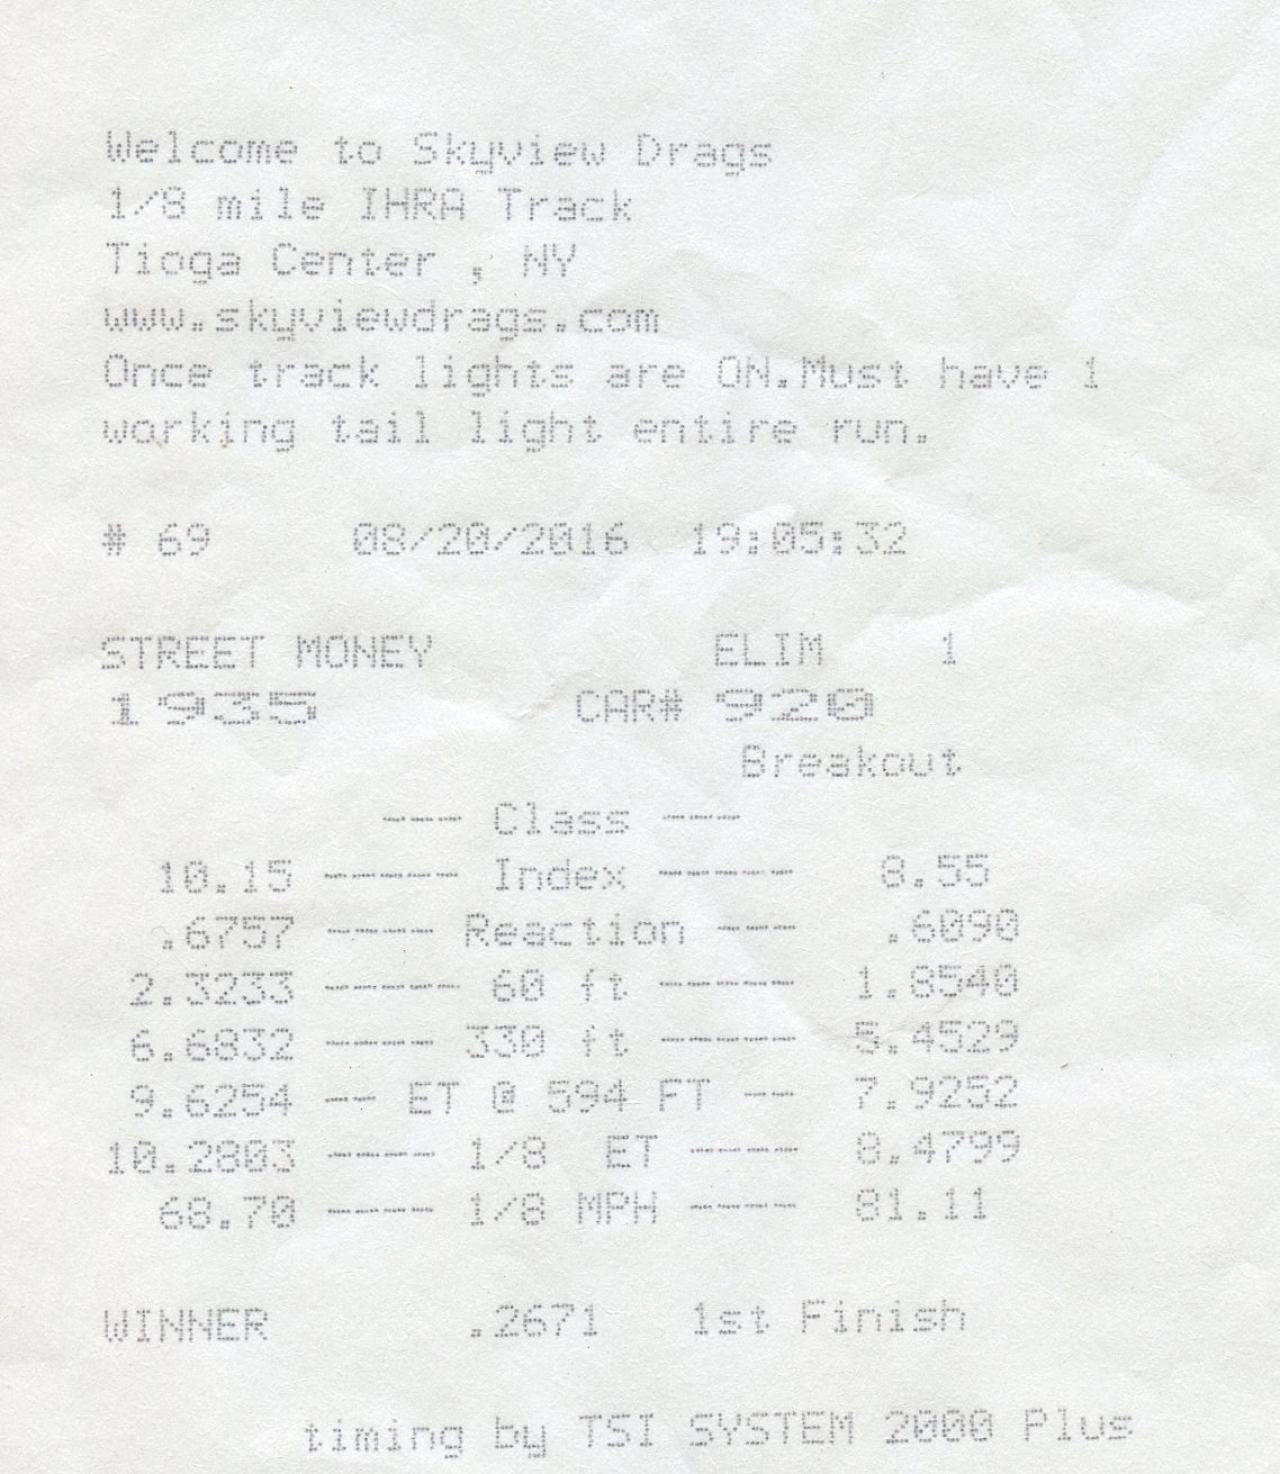 Welcome to Skyview Drags
1/8 mile IHRA Track
Tioga Center , NY
www.skyviewdrags.com
Once track lights are ON.Must have 1
working tail light entire run.
# 69 08/20/2016 19:05:32
STREET MONEY ELIM 1
1935 CAR# 920
Breakout
--- Class ---
10.15 ----- Index ----- 8.55
.6757 ---- Reaction --- .6090
2.3233 ----- 60 ft ----- 1.8540
6.6832 ---- 330 ft ----- 5.4529
9.6254 -- ET @ 594 FT -- 7.9252
10.2803 ---- 1/8 ET ---- 8.4799
68.70 ---- 1/8 MPH ---- 81.11
WINNER .2671 1st Finish
timing by TSI SYSTEM 2000 Plus